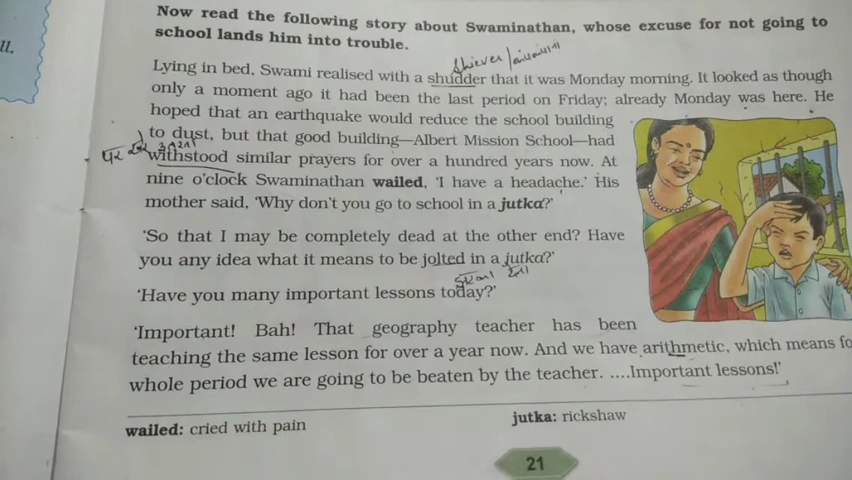 ll,
Now read the following story about Swaminathan, whose excuse for not going to
school lands him into trouble.
Lying in bed, Swami realised with a shudder that it was Monday morning. It looked as though
only a moment ago it had been the last period on Friday; already Monday was here. He
hoped that an earthquake would reduce the school building
to dust, but that good building—Albert Mission School—had
withstood similar prayers for over a hundred years now. At
nine o'clock Swaminathan wailed, 'I have a headache.' His
mother said, 'Why don't you go to school in a jutka?'
'So that I may be completely dead at the other end? Have
you any idea what it means to be jolted in a jutka?'
'Have you many important lessons today?'
'Important! Bah! That geography teacher has been
teaching the same lesson for over a year now. And we have arithmetic, which means fo
whole period we are going to be beaten by the teacher. ....Important lessons!'
wailed: cried with pain
jutka: rickshaw
21